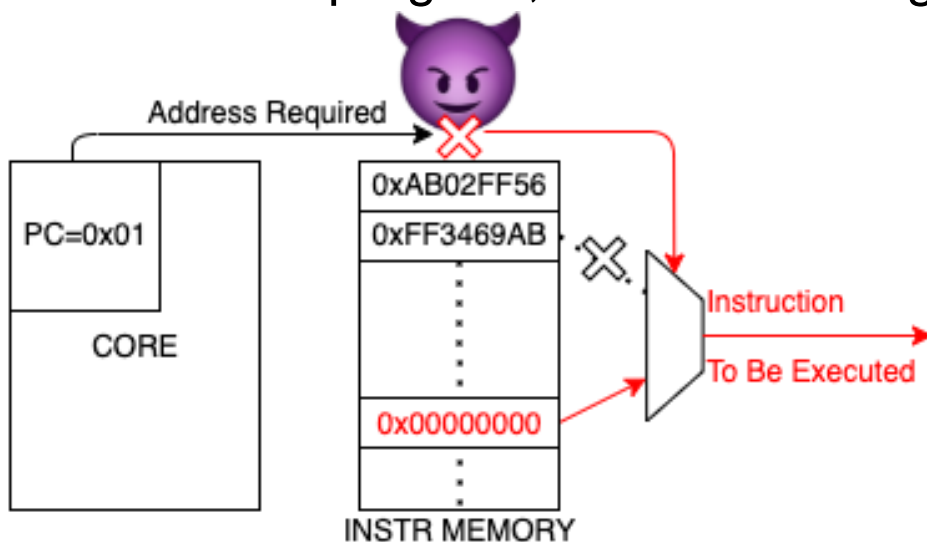 Address Required
0xAB02FF56
PC=0x01
0xFF3469AB
Instruction
CORE
To Be Executed
0x00000000
INSTR MEMORY